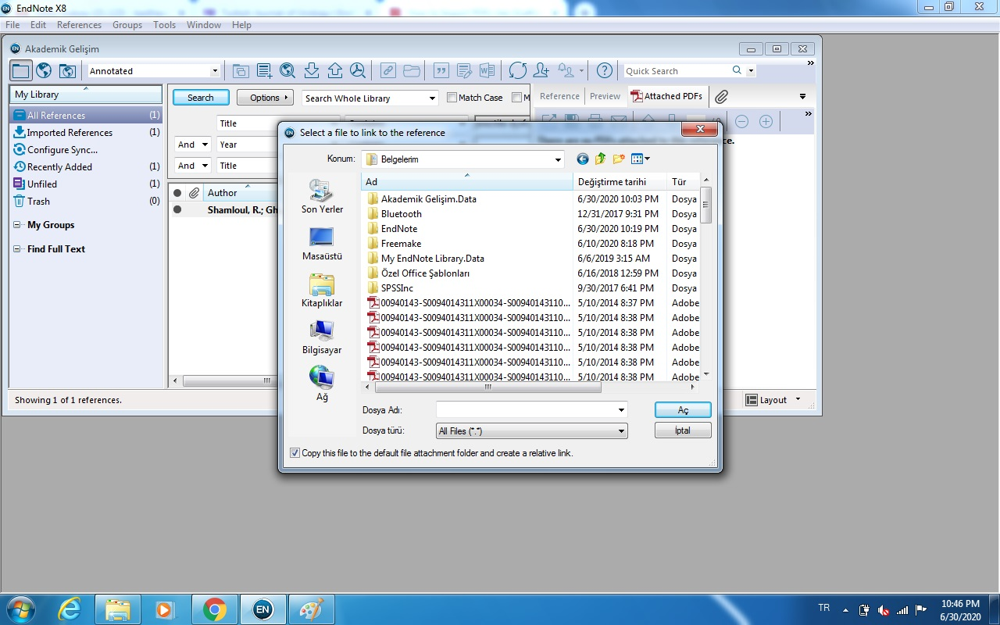 EndNote X8
File Edit References Groups Tools Window Help
Akademik Gelişim
Annotated
Quick Search
My Library
Search
Options
Search Whole Library
Match Case
M
Reference
Preview
Attached PDFs
All References (1)
Imported References (1)
Configure Sync...
Recently Added (1)
Unfiled (1)
Trash (0)
My Groups
Find Full Text
Title
And Year
And Title
Author
Shamloul, R.; Gh
Showing 1 of 1 references.
Layout
Select a file to link to the reference
Konum: Belgelerim
Son Yerler
Masaüstü
Kitaplıklar
Bilgisayar
Ağ
Ad Değiştirme tarihi Tür
Akademik Gelişim.Data 6/30/2020 10:03 PM Dosya
Bluetooth 12/31/2017 9:31 PM Dosya
EndNote 6/30/2020 10:19 PM Dosya
Freemake 6/10/2020 8:18 PM Dosya
My EndNote Library.Data 6/6/2019 3:15 AM Dosya
Özel Office Şablonları 6/16/2018 12:59 PM Dosya
SPSSInc 9/30/2017 6:41 PM Dosya
00940143-S0094014311X00034-S00940143110... 5/10/2014 8:37 PM Adobe
00940143-S0094014311X00034-S00940143110... 5/10/2014 8:38 PM Adobe
00940143-S0094014311X00034-S00940143110... 5/10/2014 8:38 PM Adobe
00940143-S0094014311X00034-S00940143110... 5/10/2014 8:38 PM Adobe
00940143-S0094014311X00034-S00940143110... 5/10/2014 8:38 PM Adobe
00940143-S0094014311X00034-S00940143110... 5/10/2014 8:38 PM Adobe
Dosya Adı:
Aç
Dosya türü: All Files (*.*)
İptal
Copy this file to the default file attachment folder and create a relative link.
TR
10:46 PM
6/30/2020